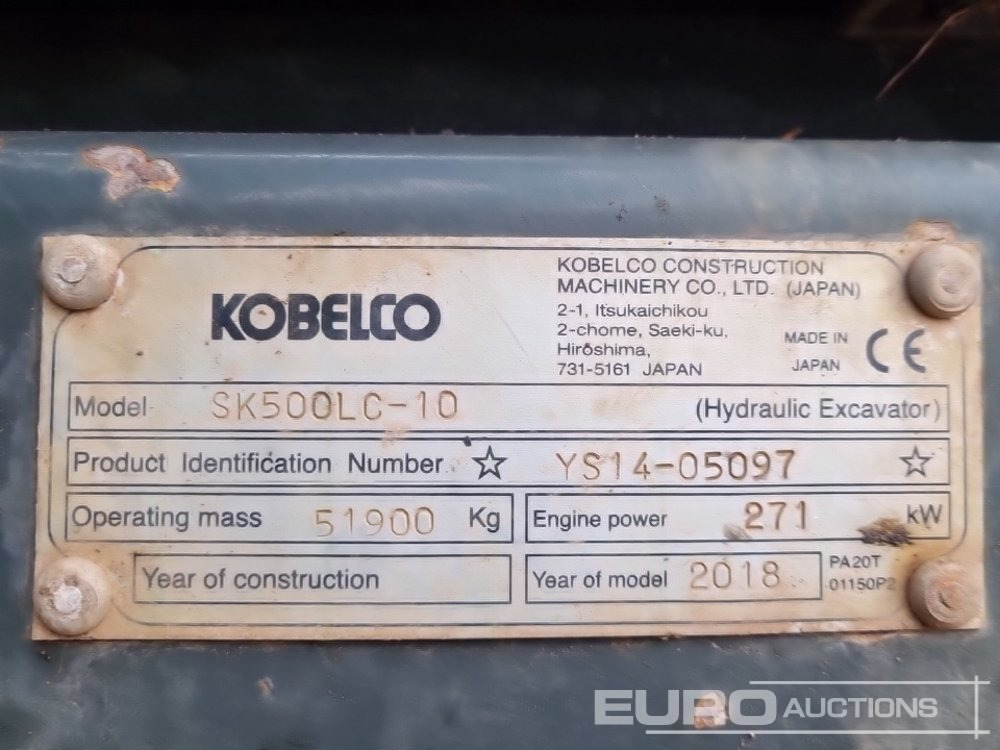 KOBELCO
KOBELCO CONSTRUCTION
MACHINERY CO., LTD. (JAPAN)
2-1, Itsukaichikou
2-chome, Saeki-ku,
Hiroshima,
731-5161 JAPAN
MADE IN
JAPAN
CE
Model SK500LC-10 (Hydraulic Excavator)
Product Identification Number ☆ YS14-05097 ☆
Operating mass 51900 Kg
Engine power 271 kW
Year of construction
Year of model 2018
PA20T
01150P2
EURO AUCTIONS